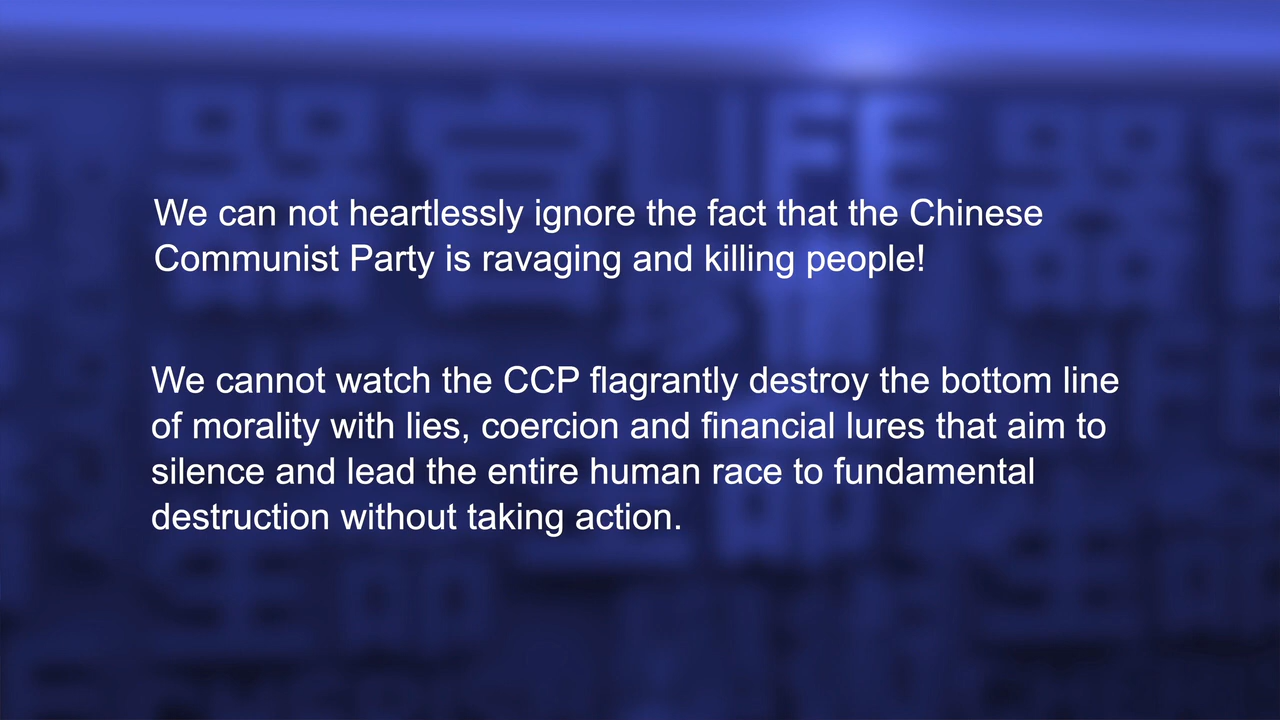 We can not heartlessly ignore the fact that the Chinese
Communist Party is ravaging and killing people!
We cannot watch the CCP flagrantly destroy the bottom line
of morality with lies, coercion and financial lures that aim to
silence and lead the entire human race to fundamental
destruction without taking action.